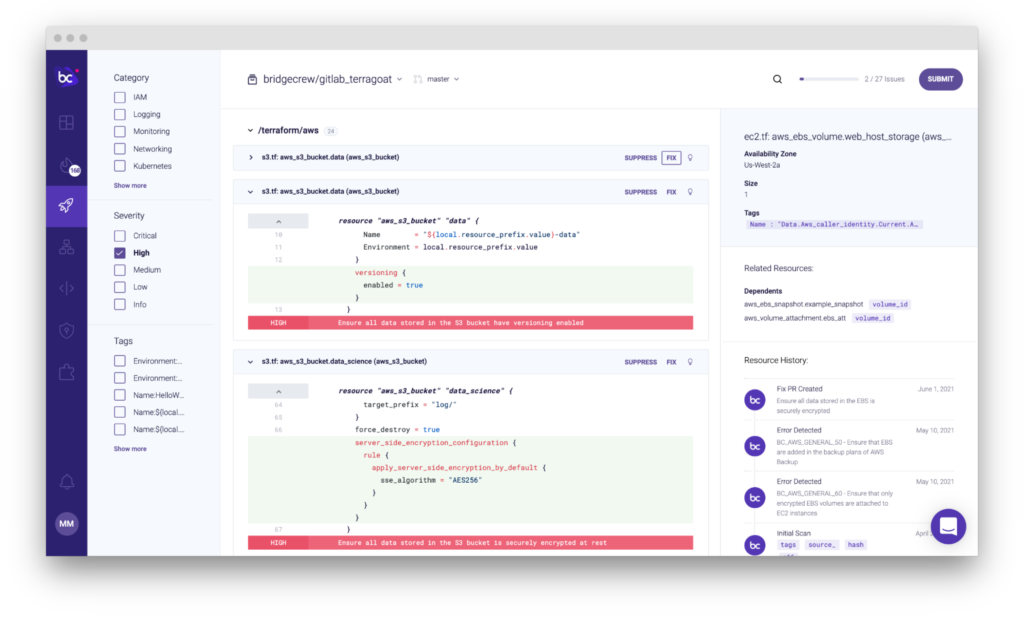 bc
168
MM
Category
IAM
Logging
Monitoring
Networking
Kubernetes
Show more
Severity
Critical
High
Medium
Low
Info
Tags
Environment:...
Environment:...
Name:HelloW...
Name:${local....
Name:${local....
Show more
bridgecrew/gitlab_terragoat
master
2 / 27 Issues
SUBMIT
/terraform/aws 24
s3.tf: aws_s3_bucket.data (aws_s3_bucket) SUPPRESS FIX
s3.tf: aws_s3_bucket.data (aws_s3_bucket) SUPPRESS FIX
resource "aws_s3_bucket" "data" {
10 Name = "${local.resource_prefix.value}-data"
11 Environment = local.resource_prefix.value
12 }
versioning {
enabled = true
}
13 }
HIGH Ensure all data stored in the S3 bucket have versioning enabled
s3.tf: aws_s3_bucket.data_science (aws_s3_bucket) SUPPRESS FIX
resource "aws_s3_bucket" "data_science" {
64 target_prefix = "log/"
65 }
66 force_destroy = true
server_side_encryption_configuration {
rule {
apply_server_side_encryption_by_default {
sse_algorithm = "AES256"
}
}
}
67 }
HIGH Ensure all data stored in the S3 bucket is securely encrypted at rest
ec2.tf: aws_ebs_volume.web_host_storage (aws_...
Availability Zone
Us-West-2a
Size
1
Tags
Name : "Data.Aws_caller_identity.Current.A...
Related Resources:
Dependents
aws_ebs_snapshot.example_snapshot volume_id
aws_volume_attachment.ebs_att volume_id
Resource History:
bc
Fix PR Created June 1, 2021
Ensure all data stored in the EBS is
securely encrypted
bc
Error Detected May 10, 2021
BC_AWS_GENERAL_50 - Ensure that EBS
are added in the backup plans of AWS
Backup
bc
Error Detected May 10, 2021
BC_AWS_GENERAL_60 - Ensure that only
encrypted EBS volumes are attached to
EC2 instances
bc
Initial Scan April
tags source_ hash